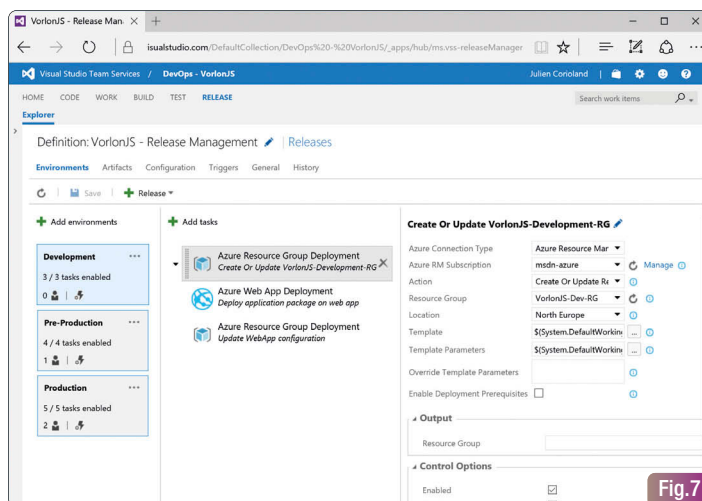 VorlonJS - Release Man
isualstudio.com/DefaultCollection/DevOps%20-%20VorlonJS/_apps/hub/ms.vss-releaseManager
Visual Studio Team Services / DevOps - VorlonJS
Julien Corioland
HOME CODE WORK BUILD TEST RELEASE
Search work items
Explorer
Definition: VorlonJS - Release Management | Releases
Environments Artifacts Configuration Triggers General History
Save
Release
Add environments
Development
3 / 3 tasks enabled
0
Pre-Production
4 / 4 tasks enabled
1
Production
5 / 5 tasks enabled
2
Add tasks
Azure Resource Group Deployment
Create Or Update VorlonJS-Development-RG
Azure Web App Deployment
Deploy application package on web app
Azure Resource Group Deployment
Update WebApp configuration
Create Or Update VorlonJS-Development-RG
Azure Connection Type Azure Resource Mar
Azure RM Subscription msdn-azure Manage
Action Create Or Update Re
Resource Group VorlonJS-Dev-RG
Location North Europe
Template $(System.DefaultWorking ...
Template Parameters $(System.DefaultWorking ...
Override Template Parameters
Enable Deployment Prerequisites
Output
Resource Group
Control Options
Enabled
Fig.7